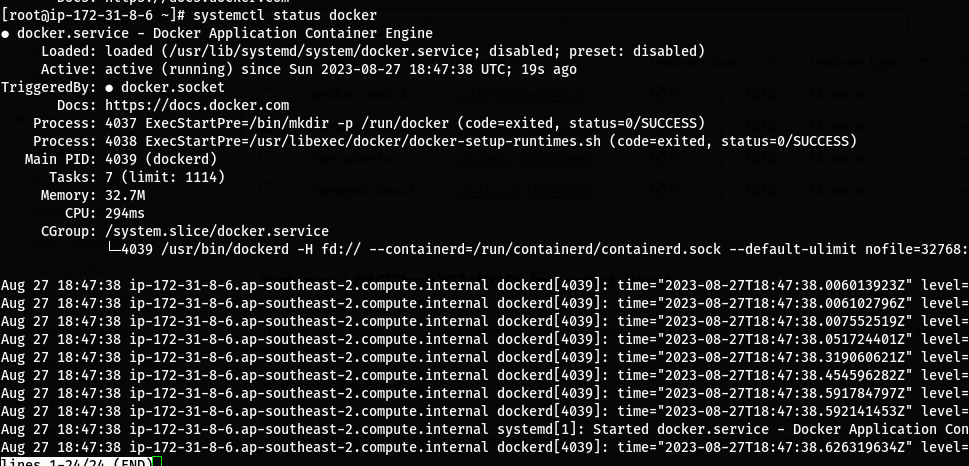 Docs: https://docs.docker.com
[root@ip-172-31-8-6 ~]# systemctl status docker
● docker.service - Docker Application Container Engine
Loaded: loaded (/usr/lib/systemd/system/docker.service; disabled; preset: disabled)
Active: active (running) since Sun 2023-08-27 18:47:38 UTC; 19s ago
TriggeredBy: ● docker.socket
Docs: https://docs.docker.com
Process: 4037 ExecStartPre=/bin/mkdir -p /run/docker (code=exited, status=0/SUCCESS)
Process: 4038 ExecStartPre=/usr/libexec/docker/docker-setup-runtimes.sh (code=exited, status=0/SUCCESS)
Main PID: 4039 (dockerd)
Tasks: 7 (limit: 1114)
Memory: 32.7M
CPU: 294ms
CGroup: /system.slice/docker.service
└─4039 /usr/bin/dockerd -H fd:// --containerd=/run/containerd/containerd.sock --default-ulimit nofile=32768:
Aug 27 18:47:38 ip-172-31-8-6.ap-southeast-2.compute.internal dockerd[4039]: time="2023-08-27T18:47:38.006013923Z" level=
Aug 27 18:47:38 ip-172-31-8-6.ap-southeast-2.compute.internal dockerd[4039]: time="2023-08-27T18:47:38.006102796Z" level=
Aug 27 18:47:38 ip-172-31-8-6.ap-southeast-2.compute.internal dockerd[4039]: time="2023-08-27T18:47:38.007552519Z" level=
Aug 27 18:47:38 ip-172-31-8-6.ap-southeast-2.compute.internal dockerd[4039]: time="2023-08-27T18:47:38.051724401Z" level=
Aug 27 18:47:38 ip-172-31-8-6.ap-southeast-2.compute.internal dockerd[4039]: time="2023-08-27T18:47:38.319060621Z" level=
Aug 27 18:47:38 ip-172-31-8-6.ap-southeast-2.compute.internal dockerd[4039]: time="2023-08-27T18:47:38.454596282Z" level=
Aug 27 18:47:38 ip-172-31-8-6.ap-southeast-2.compute.internal dockerd[4039]: time="2023-08-27T18:47:38.591784797Z" level=
Aug 27 18:47:38 ip-172-31-8-6.ap-southeast-2.compute.internal dockerd[4039]: time="2023-08-27T18:47:38.592141453Z" level=
Aug 27 18:47:38 ip-172-31-8-6.ap-southeast-2.compute.internal systemd[1]: Started docker.service - Docker Application Con
Aug 27 18:47:38 ip-172-31-8-6.ap-southeast-2.compute.internal dockerd[4039]: time="2023-08-27T18:47:38.626319634Z" level=
lines 1-24/24 (END)